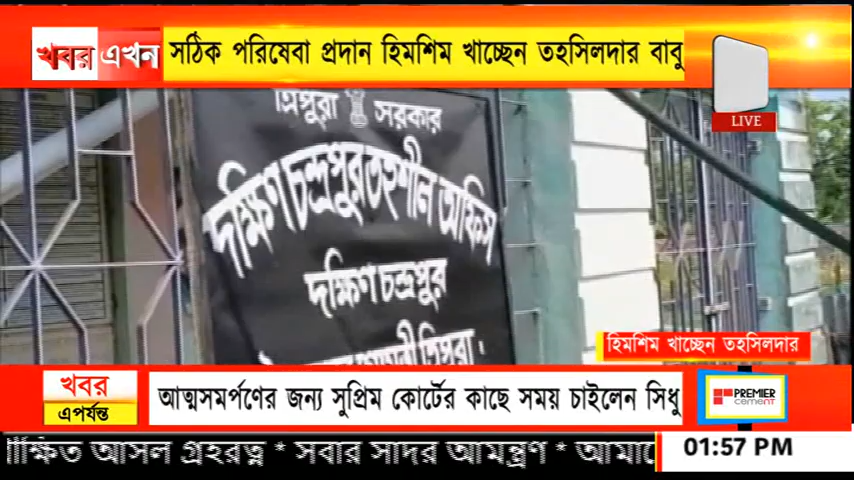 খবর এখন
সঠিক পরিষেবা প্রদান হিমশিম খাচ্ছেন তহসিলদার বাবু
LIVE
ত্রিপুরা সরকার
দক্ষিণ চন্দ্রপুর তহশীল অফিস
দক্ষিণ চন্দ্রপুর
ত্রিপুরা।
হিমশিম খাচ্ছেন তহসিলদার
খবর
এপর্যন্ত
আত্মসমর্পণের জন্য সুপ্রিম কোর্টের কাছে সময় চাইলেন সিধু
PREMIER
cement
ক্ষিত আসল গ্রহরত্ন * সবার সাদর আমন্ত্রণ * আমা
01:57 PM